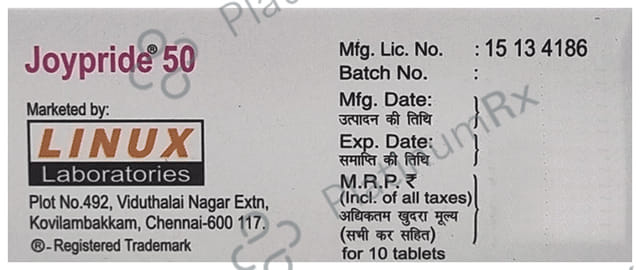 Joypride® 50
Marketed by:
LINUX
Laboratories
Plot No.492, Viduthalai Nagar Extn,
Kovilambakkam, Chennai-600 117.
®- Registered Trademark
Mfg. Lic. No. : 15 13 4186
Batch No. :
Mfg. Date:
उत्पादन की तिथि
Exp. Date:
समाप्ति की तिथि
M.R.P. ₹
(Incl. of all taxes)
अधिकतम खुदरा मूल्य
(सभी कर सहित)
for 10 tablets
PlatinumRx